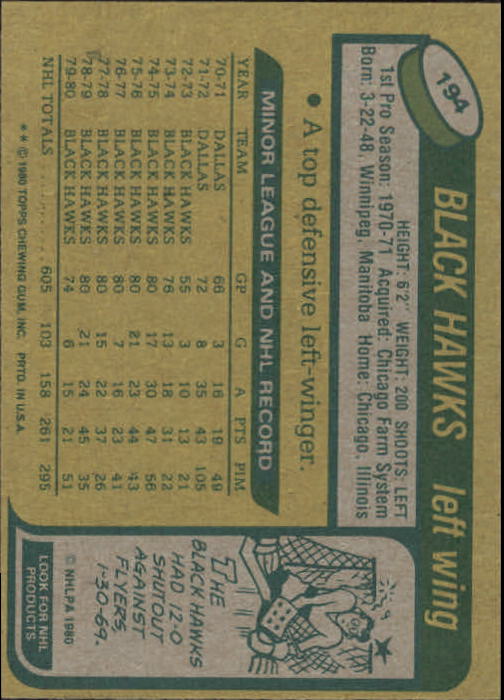 194
BLACK HAWKS left wing
HEIGHT: 6'2" WEIGHT: 200 SHOOTS: LEFT
1st Pro Season: 1970-71 Acquired: Chicago Farm System
Born: 3-22-48, Winnipeg, Manitoba Home: Chicago, Illinois
• A top defensive left-winger.
MINOR LEAGUE AND NHL RECORD
YEAR TEAM GP G A PTS PIM
70-71 DALLAS 66 3 16 19 49
71-72 DALLAS 72 8 35 43 105
72-73 BLACK HAWKS 55 3 10 13 21
73-74 BLACK HAWKS 76 13 18 31 22
74-75 BLACK HAWKS 80 17 30 47 56
75-76 BLACK HAWKS 80 21 23 44 43
76-77 BLACK HAWKS 80 7 16 23 41
77-78 BLACK HAWKS 80 15 22 37 26
78-79 BLACK HAWKS 80 21 24 45 35
79-80 BLACK HAWKS 74 6 15 21 51
NHL TOTALS 605 103 158 261 295
** © 1980 TOPPS CHEWING GUM, INC. PRTD. IN U.S.A.
THE
BLACK HAWKS
HAD 12-0
SHUTOUT
AGAINST
FLYERS,
1-30-69.
© NHLPA 1980
LOOK FOR NHL
PRODUCTS